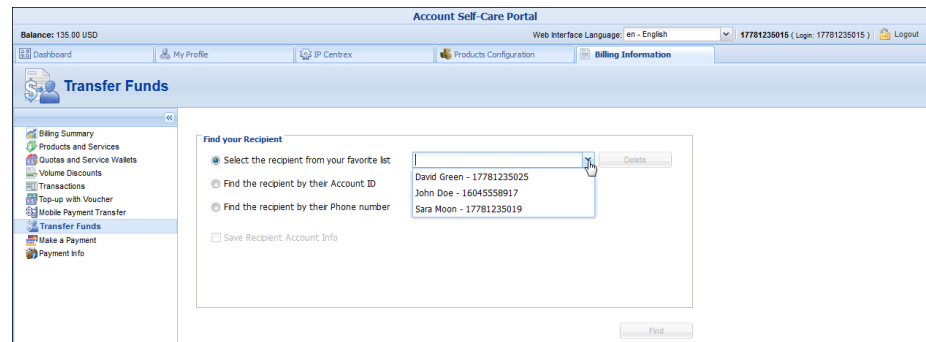 Account Self-Care Portal
Balance: 135.00 USD
Web Interface Language: en - English
17781235015 ( Login: 17781235015 )
Logout
Dashboard
My Profile
IP Centrex
Products Configuration
Billing Information
Transfer Funds
Billing Summary
Products and Services
Quotas and Service Wallets
Volume Discounts
Transactions
Top-up with Voucher
Mobile Payment Transfer
Transfer Funds
Make a Payment
Payment Info
Find your Recipient
Select the recipient from your favorite list
Delete
David Green - 17781235025
John Doe - 16045558917
Sara Moon - 17781235019
Find the recipient by their Account ID
Find the recipient by their Phone number
Save Recipient Account Info
Find